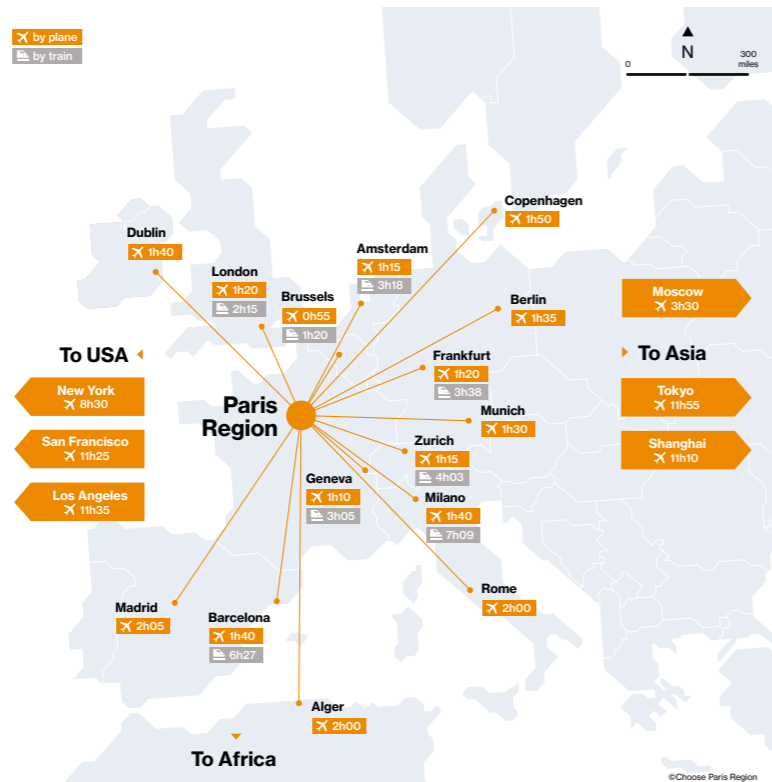 by plane
by train
N
0
300
miles
Copenhagen
1h50
Dublin
1h40
Amsterdam
1h15
3h18
London
1h20
2h15
Brussels
0h55
1h20
Berlin
1h35
Moscow
3h30
To USA
To Asia
Frankfurt
1h20
3h38
New York
8h30
Tokyo
11h55
Paris
Region
Munich
1h30
San Francisco
11h25
Shanghai
11h10
Zurich
1h15
4h03
Geneva
1h10
3h05
Los Angeles
11h35
Milano
1h40
7h09
Rome
2h00
Madrid
2h05
Barcelona
1h40
6h27
Alger
2h00
To Africa
©Choose Paris Region